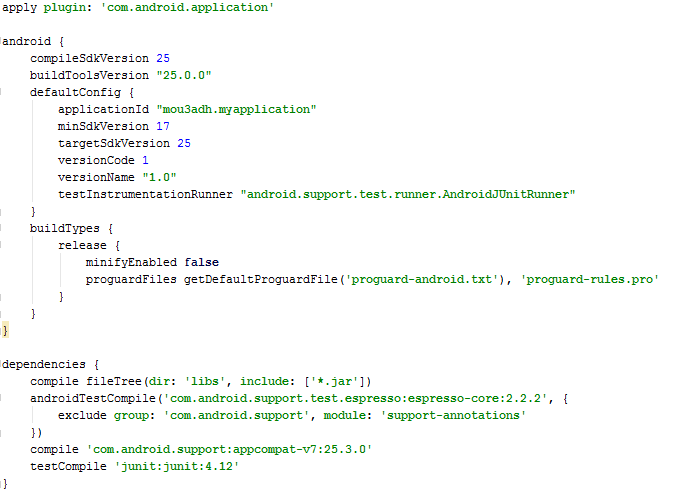 apply plugin: 'com.android.application'

android {
    compileSdkVersion 25
    buildToolsVersion "25.0.0"
    defaultConfig {
        applicationId "mou3adh.myapplication"
        minSdkVersion 17
        targetSdkVersion 25
        versionCode 1
        versionName "1.0"
        testInstrumentationRunner "android.support.test.runner.AndroidJUnitRunner"
    }
    buildTypes {
        release {
            minifyEnabled false
            proguardFiles getDefaultProguardFile('proguard-android.txt'), 'proguard-rules.pro'
        }
    }
}

dependencies {
    compile fileTree(dir: 'libs', include: ['*.jar'])
    androidTestCompile('com.android.support.test.espresso:espresso-core:2.2.2', {
        exclude group: 'com.android.support', module: 'support-annotations'
    })
    compile 'com.android.support:appcompat-v7:25.3.0'
    testCompile 'junit:junit:4.12'
}